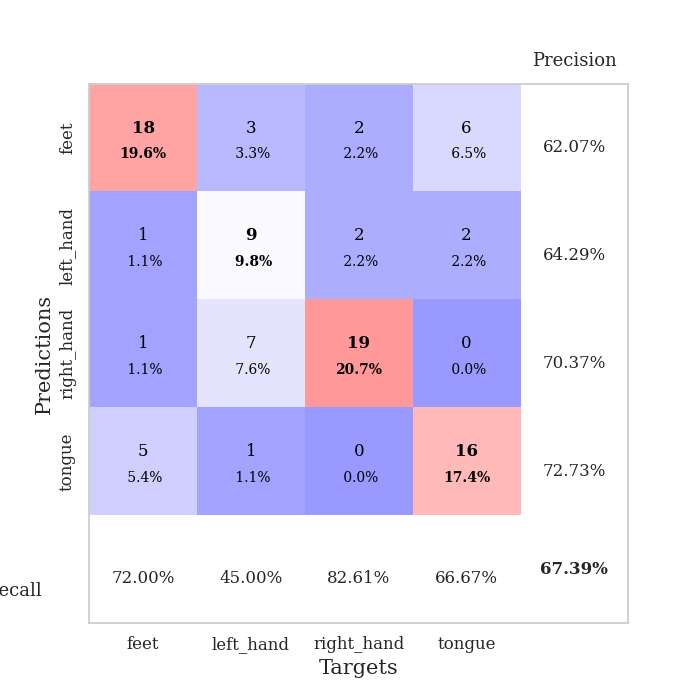 Precision
feet
18 3 2 6
19.6% 3.3% 2.2% 6.5% 62.07%
left_hand
1 9 2 2
1.1% 9.8% 2.2% 2.2% 64.29%
Predictions
right_hand
1 7 19 0
1.1% 7.6% 20.7% 0.0% 70.37%
tongue
5 1 0 16
5.4% 1.1% 0.0% 17.4% 72.73%
ecall 72.00% 45.00% 82.61% 66.67% 67.39%
feet left_hand right_hand tongue
Targets